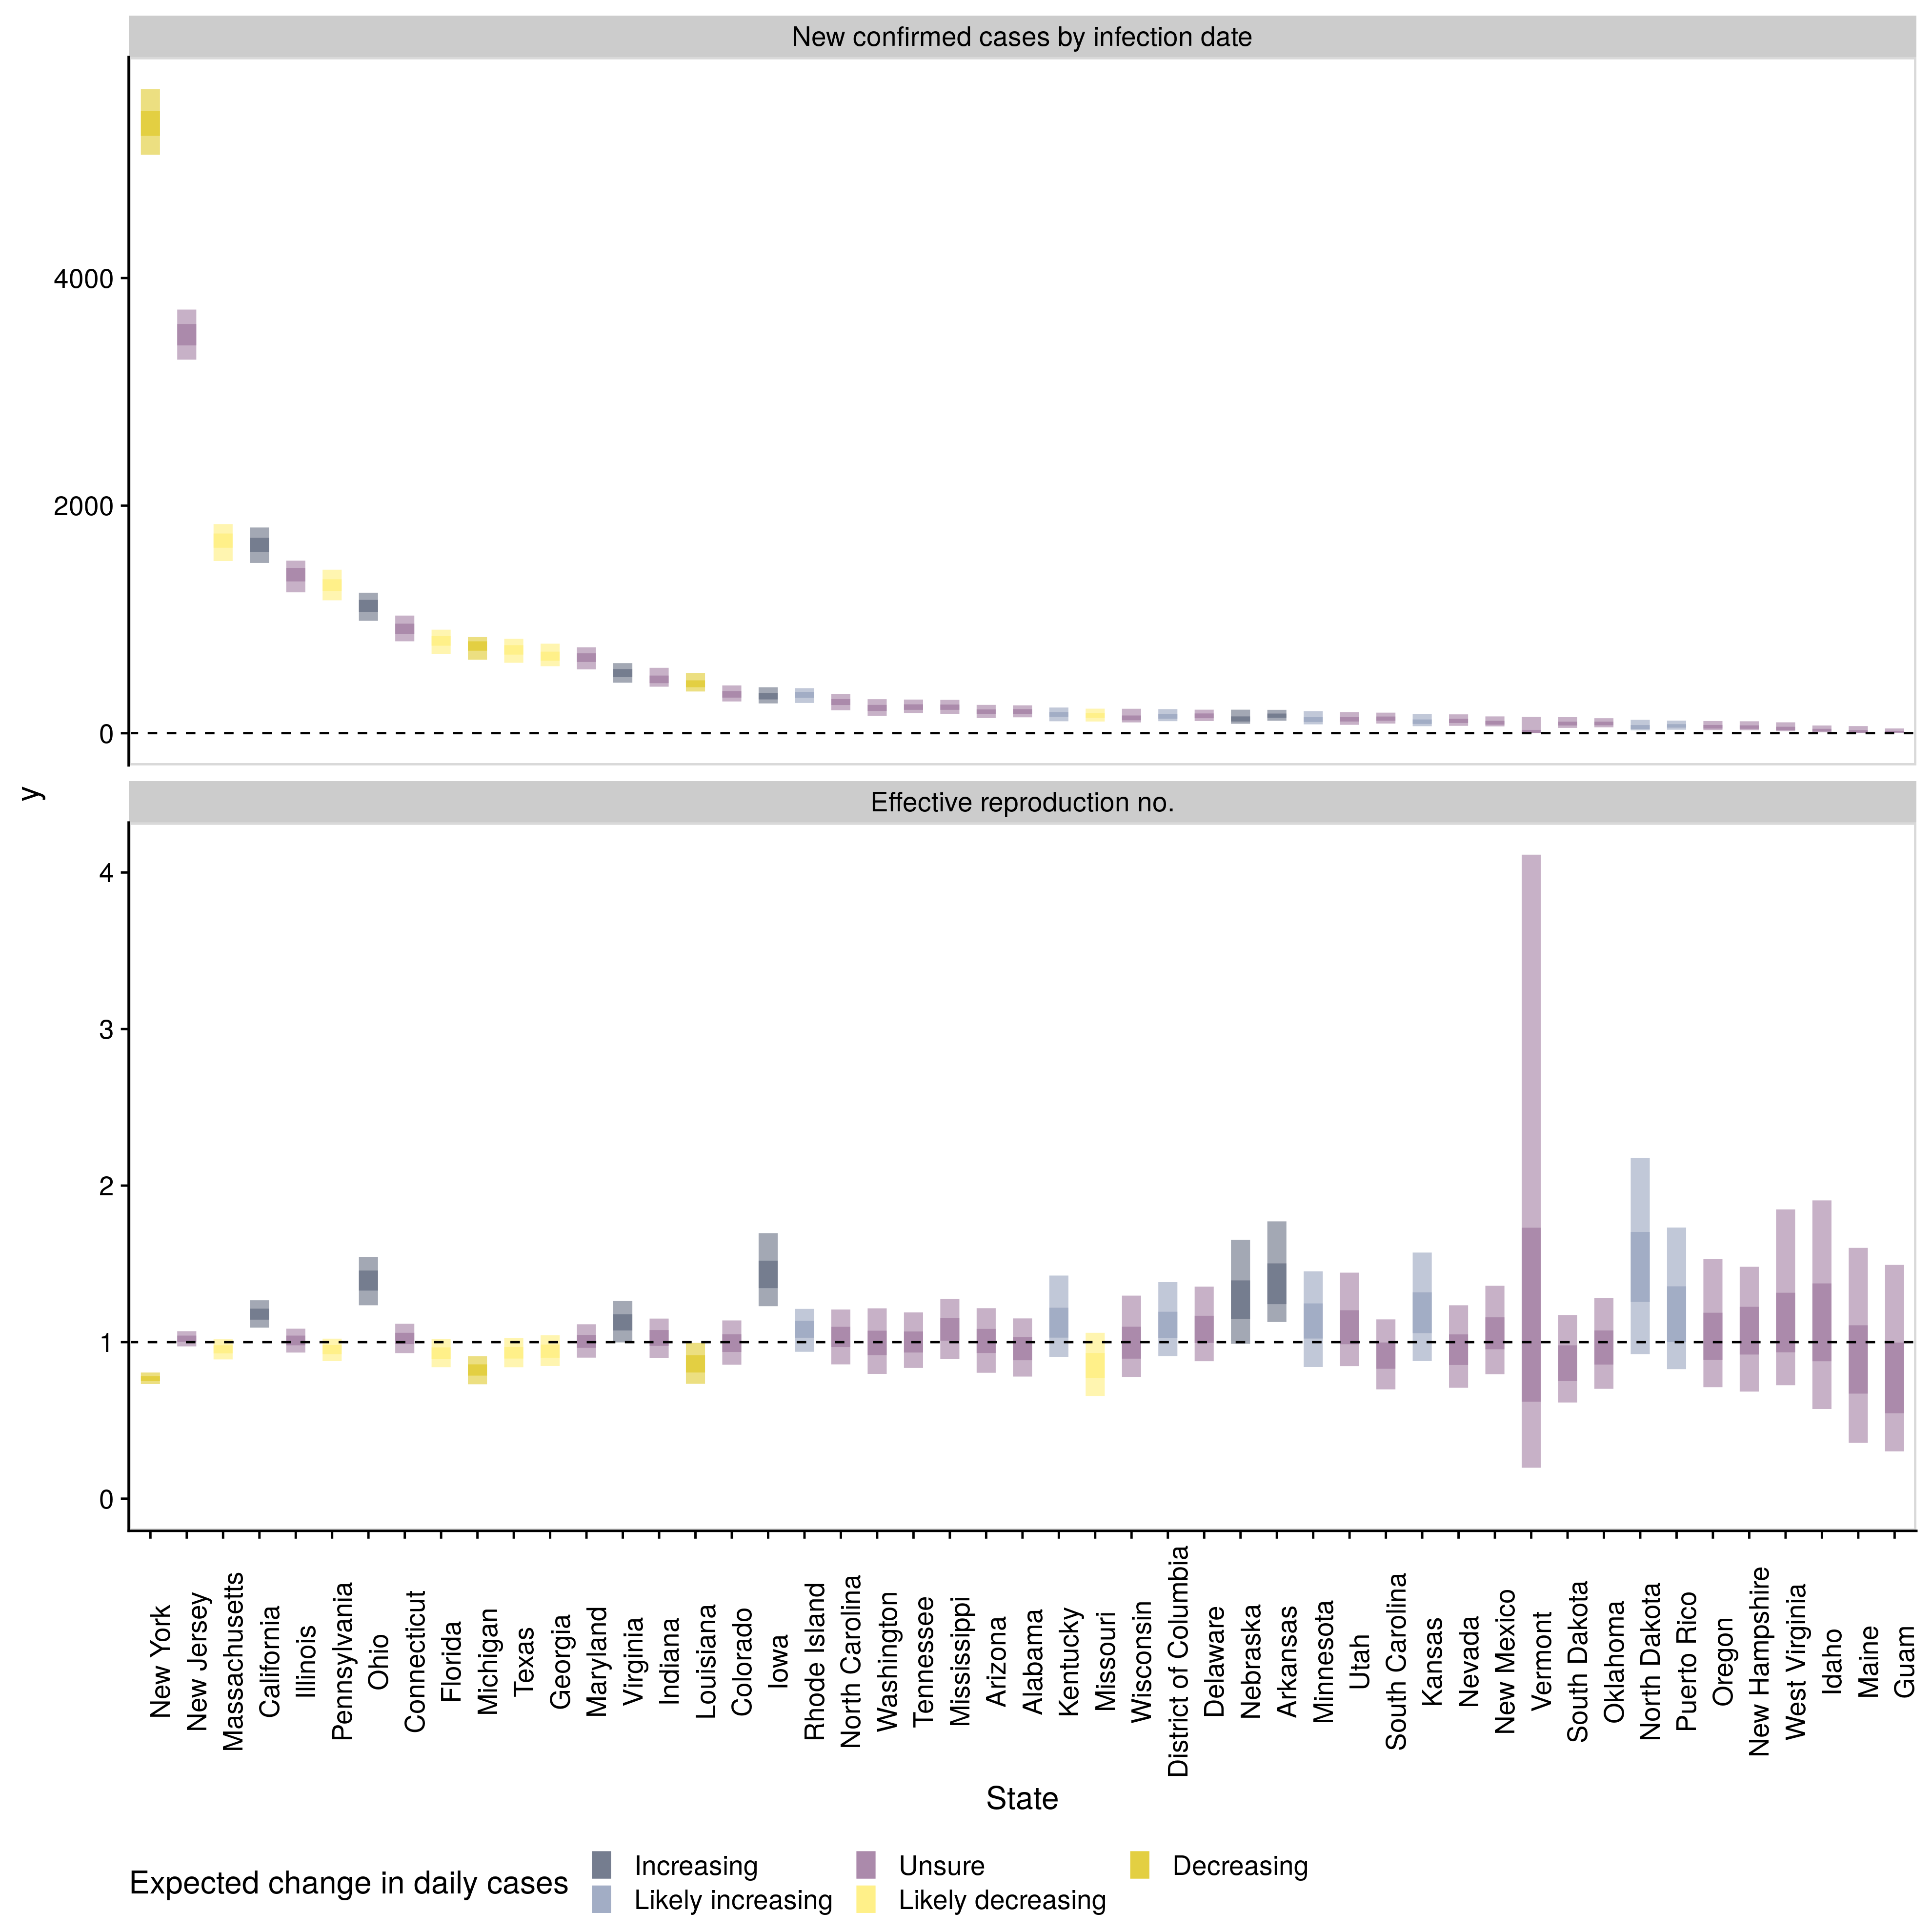 New confirmed cases by infection date
4000
2000
0
y
Effective reproduction no.
4
3
2
1
0
New York
New Jersey
Massachusetts
California
Illinois
Pennsylvania
Ohio
Connecticut
Florida
Michigan
Texas
Georgia
Maryland
Virginia
Indiana
Louisiana
Colorado
Iowa
Rhode Island
North Carolina
Washington
Tennessee
Mississippi
Arizona
Alabama
Kentucky
Missouri
Wisconsin
District of Columbia
Delaware
Nebraska
Arkansas
Minnesota
Utah
South Carolina
Kansas
Nevada
New Mexico
Vermont
South Dakota
Oklahoma
North Dakota
Puerto Rico
Oregon
New Hampshire
West Virginia
Idaho
Maine
Guam
State
Expected change in daily cases
Increasing
Likely increasing
Unsure
Likely decreasing
Decreasing